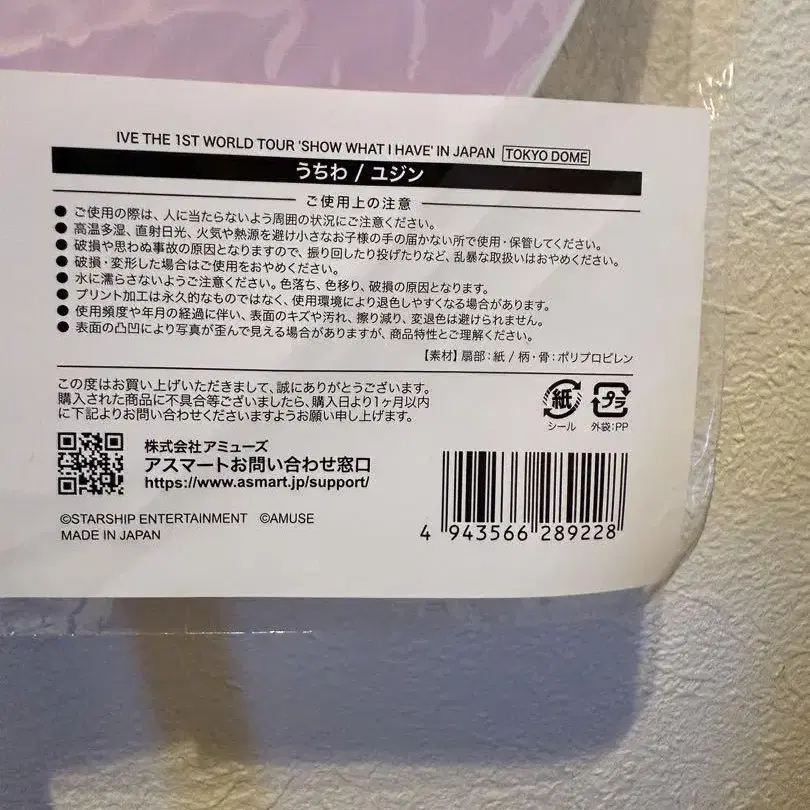 IVE THE 1ST WORLD TOUR 'SHOW WHAT I HAVE' IN JAPAN TOKYO DOME
うちわ / ユジン
ご使用上の注意
● ご使用の際は、人に当たらないよう周囲の状況にご注意ください。
● 高温多湿、直射日光、火気や熱源を避け小さなお子様の手の届かない所で使用・保管してください。
● 破損や思わぬ事故の原因となりますので、振り回したり投げたりなど、乱暴な取扱いはおやめください。
● 破損・変形した場合はご使用をおやめください。
● 水に濡らさないようご注意ください。色落ち、色移り、破損の原因となります。
● プリント加工は永久的なものではなく、使用環境により退色しやすくなる場合があります。
● 使用頻度や年月の経過に伴い、表面のキズや汚れ、擦り減り、変退色は避けられません。
● 表面の凸凹により写真が歪んで見える場合がありますが、商品特性とご理解ください。
【素材】扇部:紙 / 柄・骨:ポリプロピレン
この度はお買い上げいただきまして、誠にありがとうございます。
購入された商品に不具合等ございましたら、購入日より1ヶ月以内
に下記よりお問い合わせくださいますようお願い申し上げます。
紙 プラ
シール 外袋:PP
株式会社アミューズ
アスマートお問い合わせ窓口
https://www.asmart.jp/support/
©STARSHIP ENTERTAINMENT ©AMUSE
MADE IN JAPAN
4 943566 289228